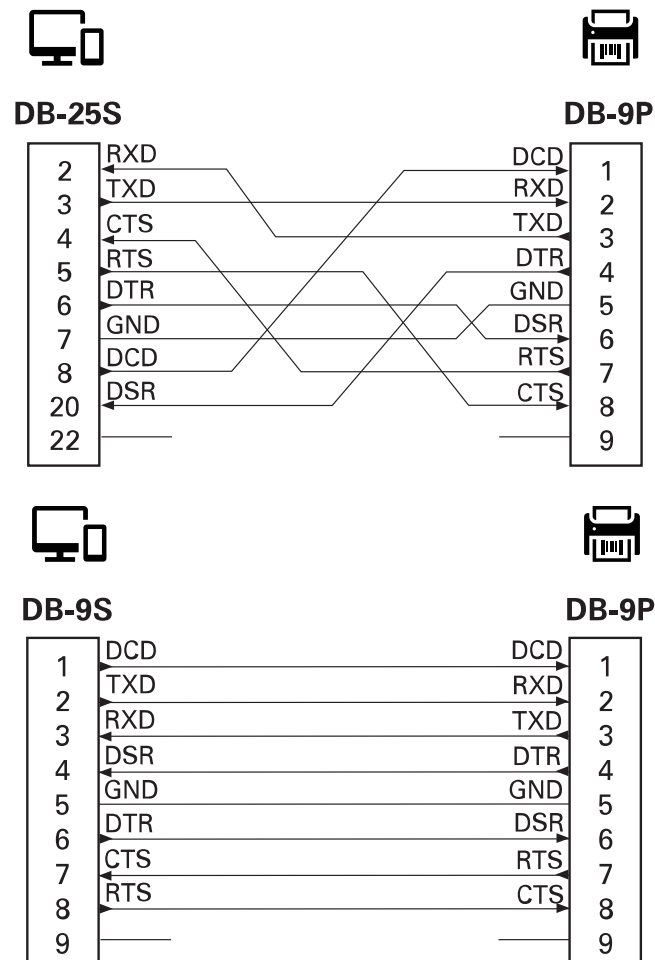 DB-25S DB-9P
RXD DCD
2 1
TXD RXD
3 2
CTS TXD
4 3
RTS DTR
5 4
DTR GND
6 5
GND DSR
7 6
DCD RTS
8 7
DSR CTS
20 8
22 9
DB-9S DB-9P
DCD DCD
1 1
TXD RXD
2 2
RXD TXD
3 3
DSR DTR
4 4
GND GND
5 5
DTR DSR
6 6
CTS RTS
7 7
RTS CTS
8 8
9 9